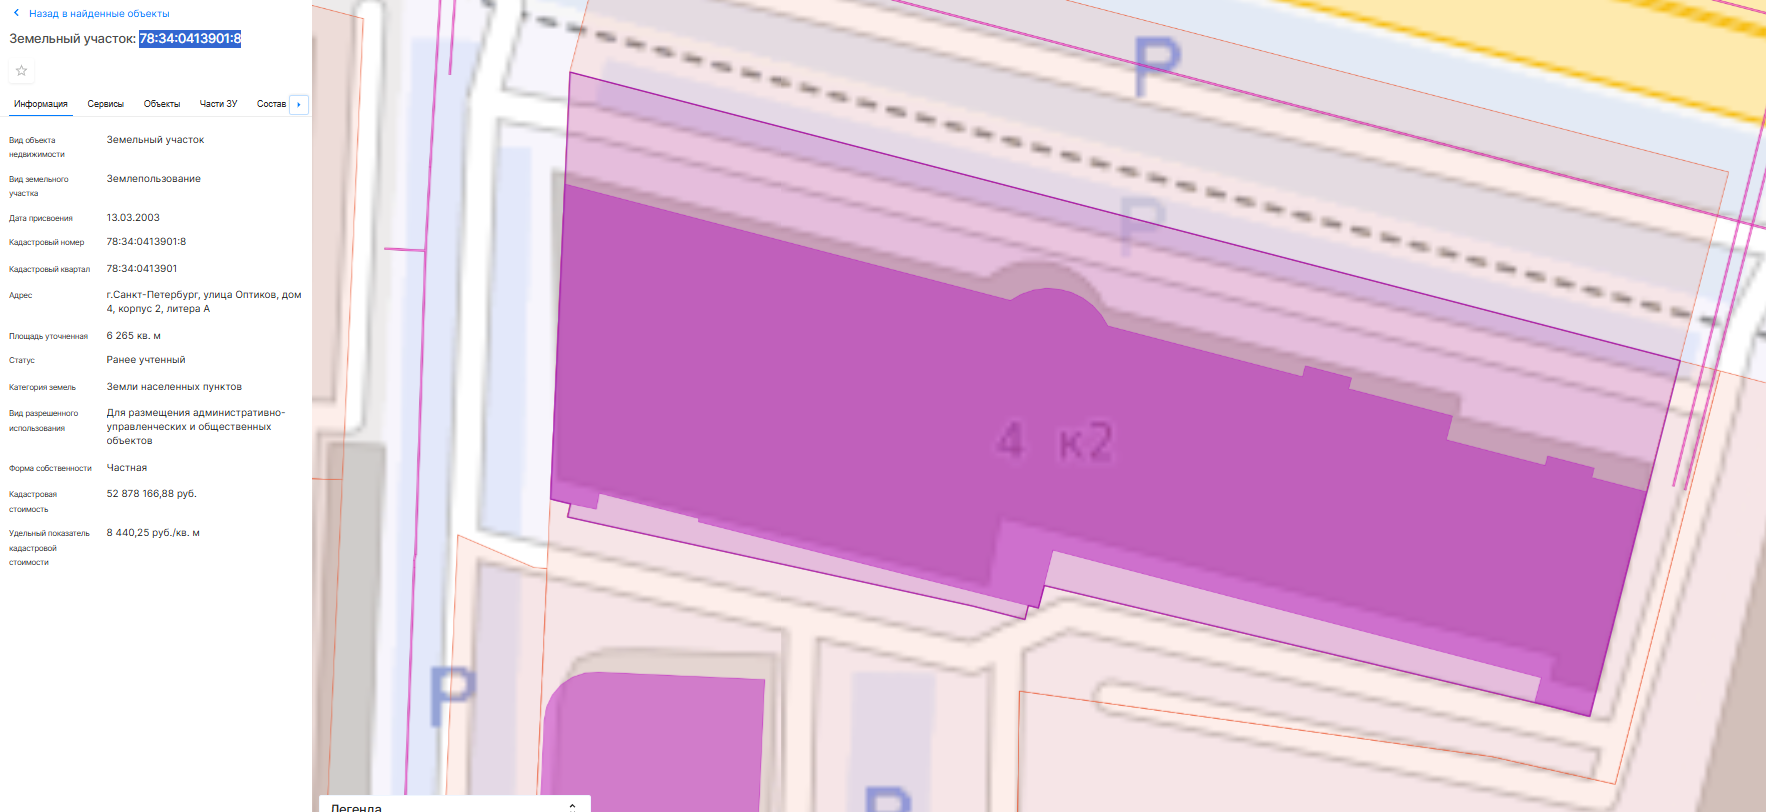 Назад в найденные объекты
Земельный участок: 78:34:0413901:8
Информация Сервисы Объекты Части ЗУ Состав
Вид объекта недвижимости
Земельный участок
Вид земельного участка
Землепользование
Дата присвоения
13.03.2003
Кадастровый номер
78:34:0413901:8
Кадастровый квартал
78:34:0413901
Адрес
г.Санкт-Петербург, улица Оптиков, дом
4, корпус 2, литера А
Площадь уточненная
6 265 кв. м
Статус
Ранее учтенный
Категория земель
Земли населенных пунктов
Вид разрешенного использования
Для размещения административно-
управленческих и общественных
объектов
Форма собственности
Частная
Кадастровая стоимость
52 878 166,88 руб.
Удельный показатель кадастровой стоимости
8 440,25 руб./кв. м
P
P
4 к2
P
P
Легенда